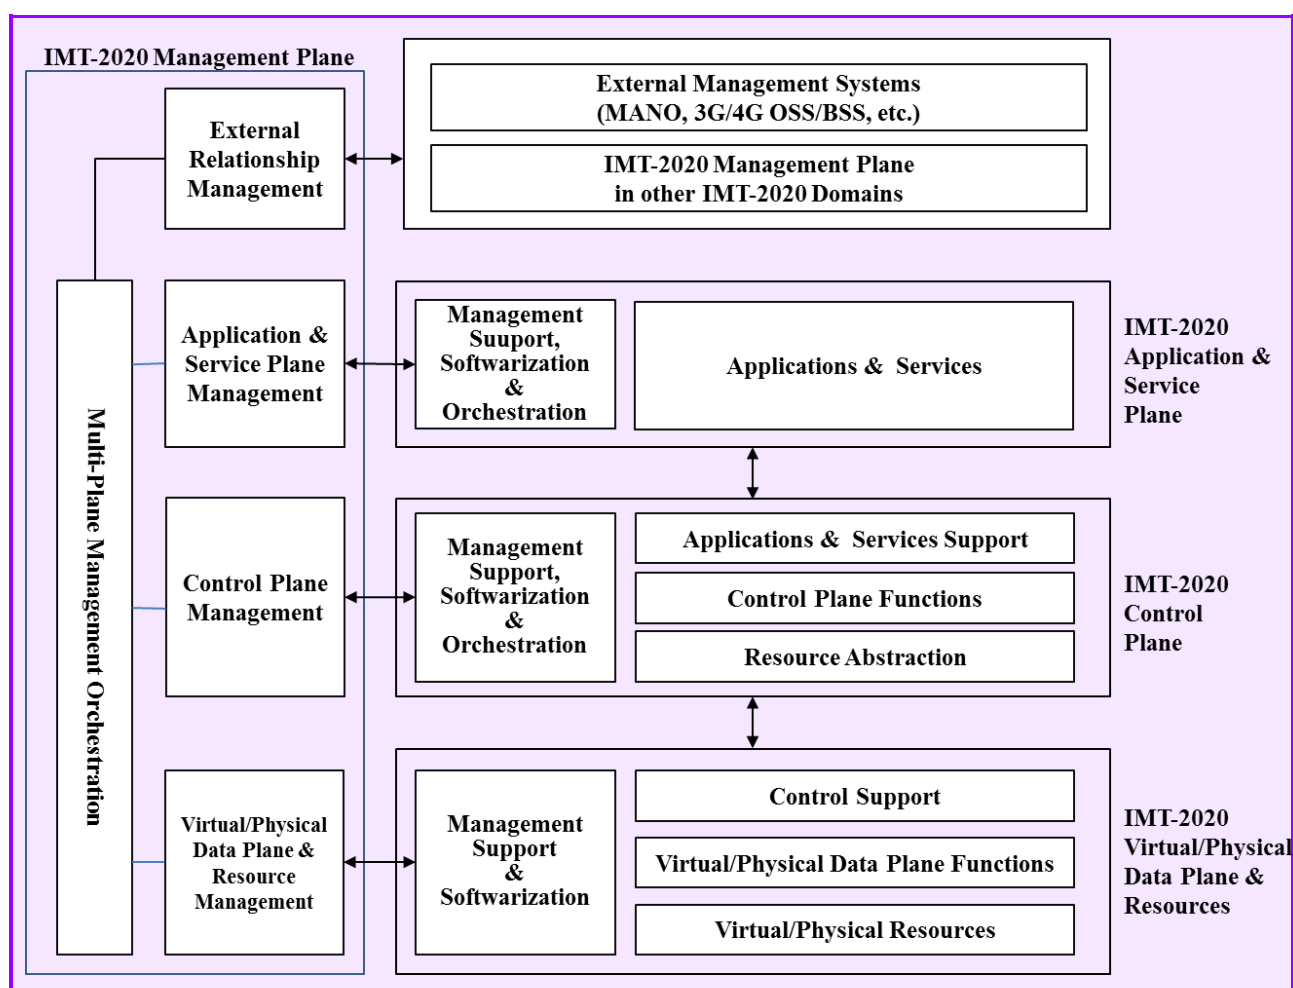 IMT-2020 Management Plane
External
Relationship
Management
External Management Systems
(MANO, 3G/4G OSS/BSS, etc.)
IMT-2020 Management Plane
in other IMT-2020 Domains
Multi-Plane Management Orchestration
Application &
Service Plane
Management
Management
Suuport,
Softwarization
&
Orchestration
Applications & Services
IMT-2020
Application &
Service
Plane
Control Plane
Management
Management
Support,
Softwarization
&
Orchestration
Applications & Services Support
Control Plane Functions
Resource Abstraction
IMT-2020
Control
Plane
Virtual/Physical
Data Plane &
Resource
Management
Management
Support
&
Softwarization
Control Support
Virtual/Physical Data Plane Functions
Virtual/Physical Resources
IMT-2020
Virtual/Physical
Data Plane &
Resources